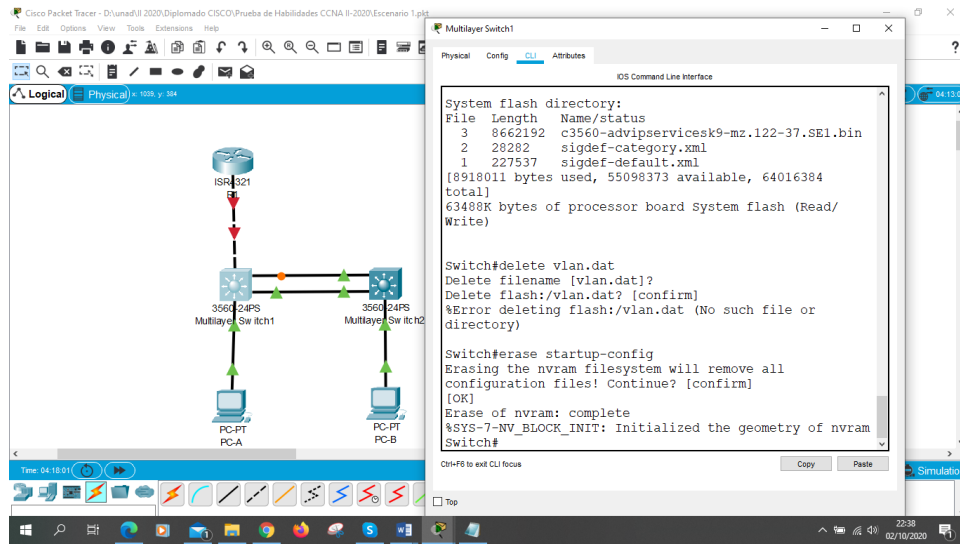 Cisco Packet Tracer - D:\unad\II 2020\Diplomado CISCO\Prueba de Habilidades CCNA II-2020\Escenario 1.pkt
File Edit Options View Tools Extensions Help
Logical
Physical
x: 1039, y: 384
04:13:0
ISR4321
R1
3560-24PS
Multilayer Switch1
3560-24PS
Multilayer Switch2
PC-PT
PC-A
PC-PT
PC-B
Time: 04:18:01
Simulatio
Multilayer Switch1
Physical Config CLI Attributes
IOS Command Line Interface
System flash directory:
File Length Name/status
3 8662192 c3560-advipservicesk9-mz.122-37.SE1.bin
2 28282 sigdef-category.xml
1 227537 sigdef-default.xml
[8918011 bytes used, 55098373 available, 64016384
total]
63488K bytes of processor board System flash (Read/
Write)
Switch#delete vlan.dat
Delete filename [vlan.dat]?
Delete flash:/vlan.dat? [confirm]
%Error deleting flash:/vlan.dat (No such file or
directory)
Switch#erase startup-config
Erasing the nvram filesystem will remove all
configuration files! Continue? [confirm]
[OK]
Erase of nvram: complete
%SYS-7-NV_BLOCK_INIT: Initialized the geometry of nvram
Switch#
Ctrl+F6 to exit CLI focus
Copy
Paste
Top
22:38
02/10/2020